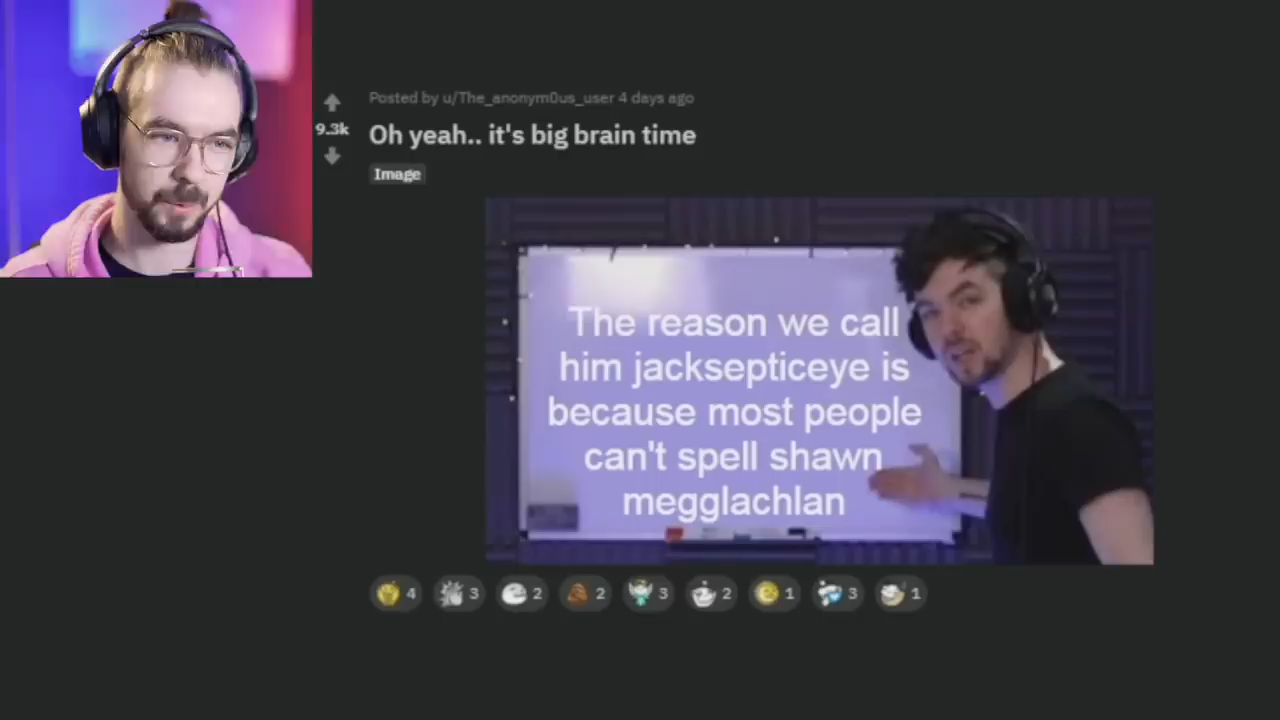 Posted by u/The_anonym0us_user 4 days ago
9.3k
Oh yeah.. it's big brain time
Image
The reason we call
him jacksepticeye is
because most people
can't spell shawn
megglachlan
4
3
2
2
3
2
1
3
1